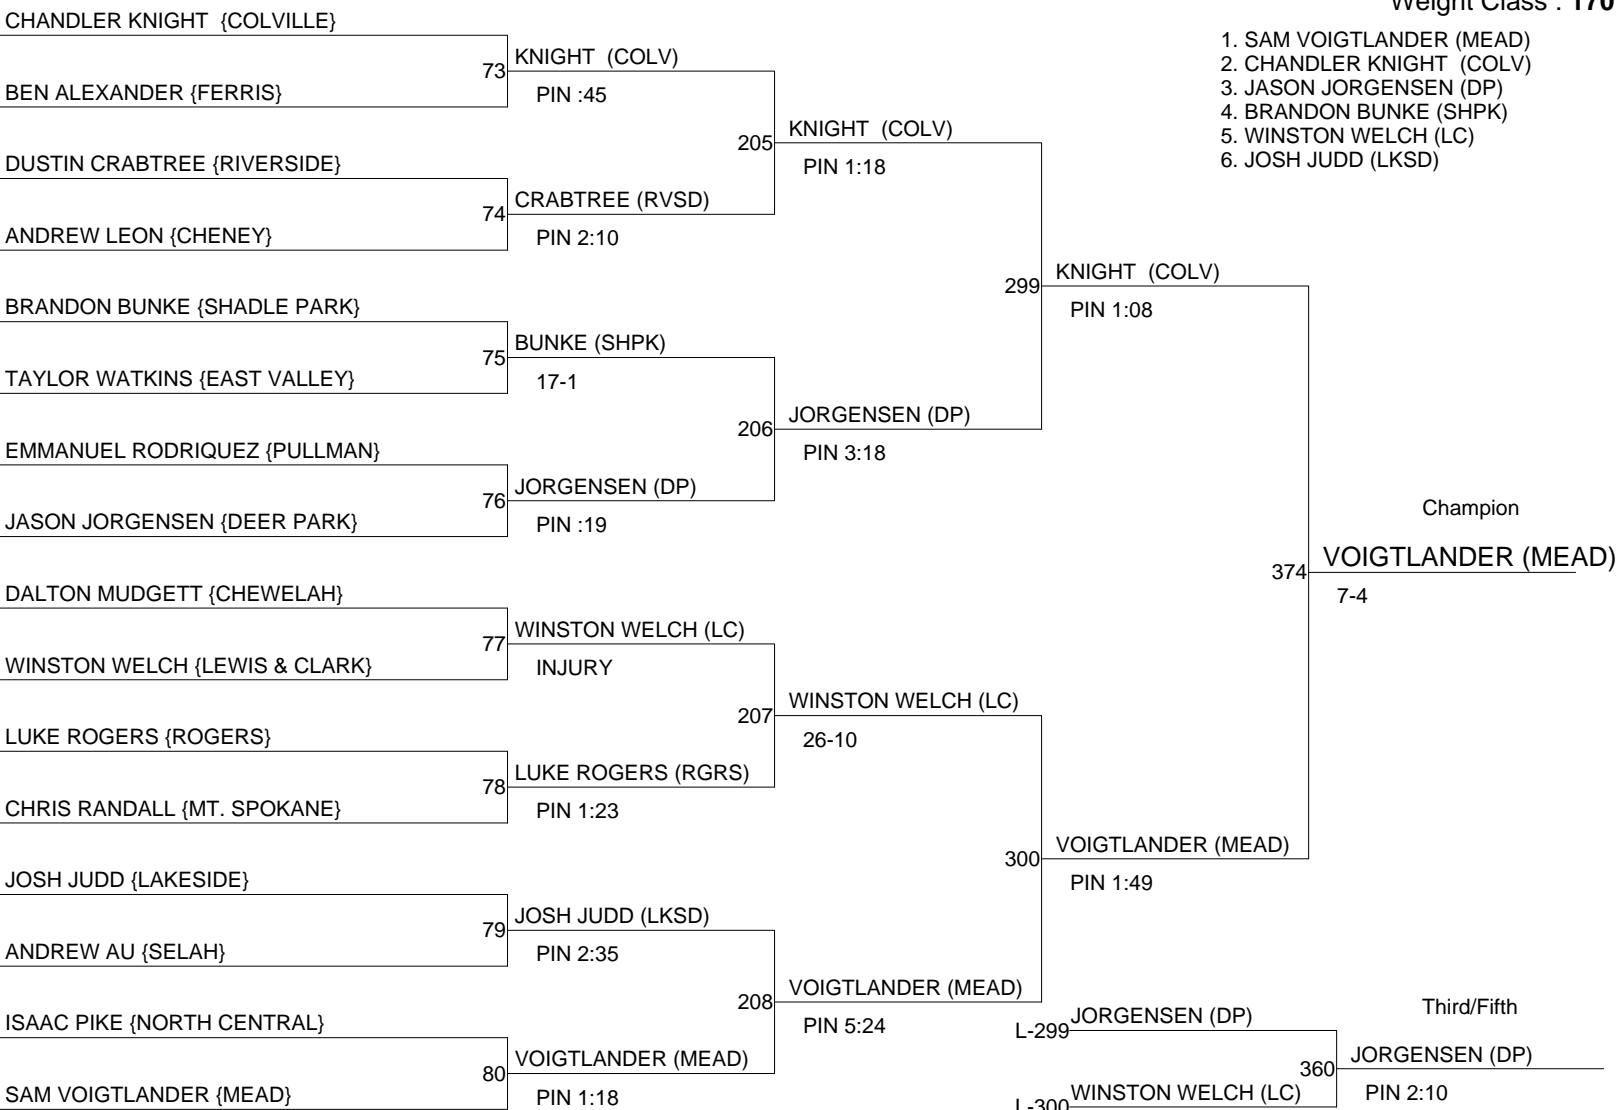 Weight Class : 170
1. SAM VOIGTLANDER (MEAD)
2. CHANDLER KNIGHT (COLV)
3. JASON JORGENSEN (DP)
4. BRANDON BUNKE (SHPK)
5. WINSTON WELCH (LC)
6. JOSH JUDD (LKSD)
CHANDLER KNIGHT {COLVILLE}
73
BEN ALEXANDER {FERRIS}
DUSTIN CRABTREE {RIVERSIDE}
74
ANDREW LEON {CHENEY}
BRANDON BUNKE {SHADLE PARK}
75
TAYLOR WATKINS {EAST VALLEY}
EMMANUEL RODRIQUEZ {PULLMAN}
76
JASON JORGENSEN {DEER PARK}
DALTON MUDGETT {CHEWELAH}
77
WINSTON WELCH {LEWIS & CLARK}
LUKE ROGERS {ROGERS}
78
CHRIS RANDALL {MT. SPOKANE}
JOSH JUDD {LAKESIDE}
79
ANDREW AU {SELAH}
ISAAC PIKE {NORTH CENTRAL}
80
SAM VOIGTLANDER {MEAD}
KNIGHT (COLV)
PIN :45
205
CRABTREE (RVSD)
PIN 2:10
BUNKE (SHPK)
17-1
206
JORGENSEN (DP)
PIN :19
WINSTON WELCH (LC)
INJURY
207
LUKE ROGERS (RGRS)
PIN 1:23
JOSH JUDD (LKSD)
PIN 2:35
208
VOIGTLANDER (MEAD)
PIN 1:18
KNIGHT (COLV)
PIN 1:18
299
JORGENSEN (DP)
PIN 3:18
WINSTON WELCH (LC)
26-10
300
VOIGTLANDER (MEAD)
PIN 5:24
KNIGHT (COLV)
PIN 1:08
374
VOIGTLANDER (MEAD)
PIN 1:49
Champion
VOIGTLANDER (MEAD)
7-4
Third/Fifth
L-299 JORGENSEN (DP)
360
L-300 WINSTON WELCH (LC)
JORGENSEN (DP)
PIN 2:10